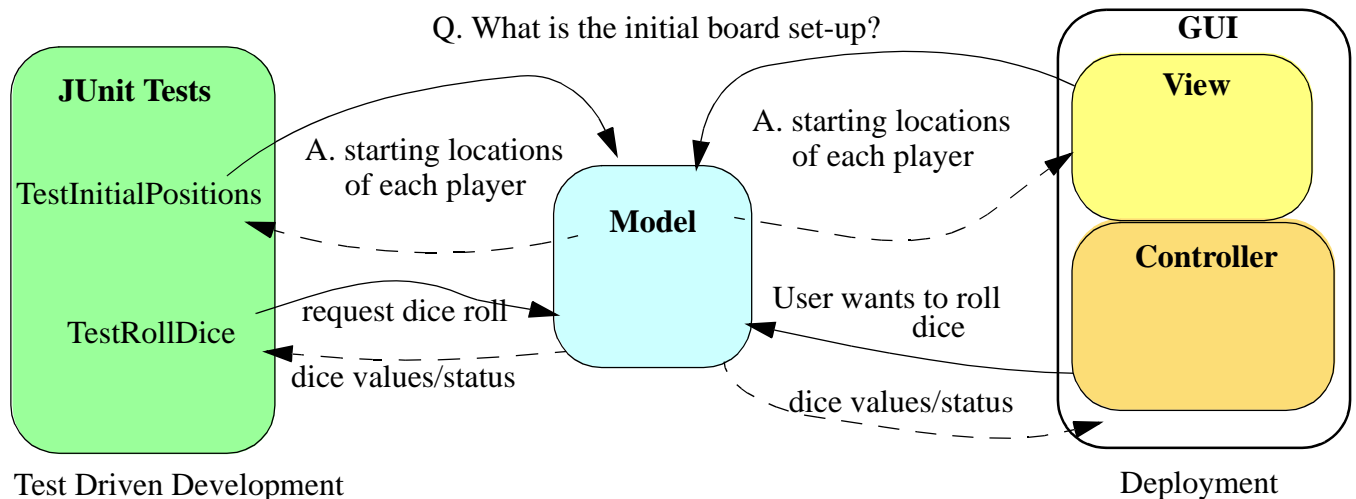 Q. What is the initial board set-up?
GUI
JUnit Tests
View
A. starting locations
of each player
A. starting locations
of each player
TestInitialPositions
Model
Controller
request dice roll
User wants to roll
dice
TestRollDice
dice values/status
dice values/status
Test Driven Development
Deployment